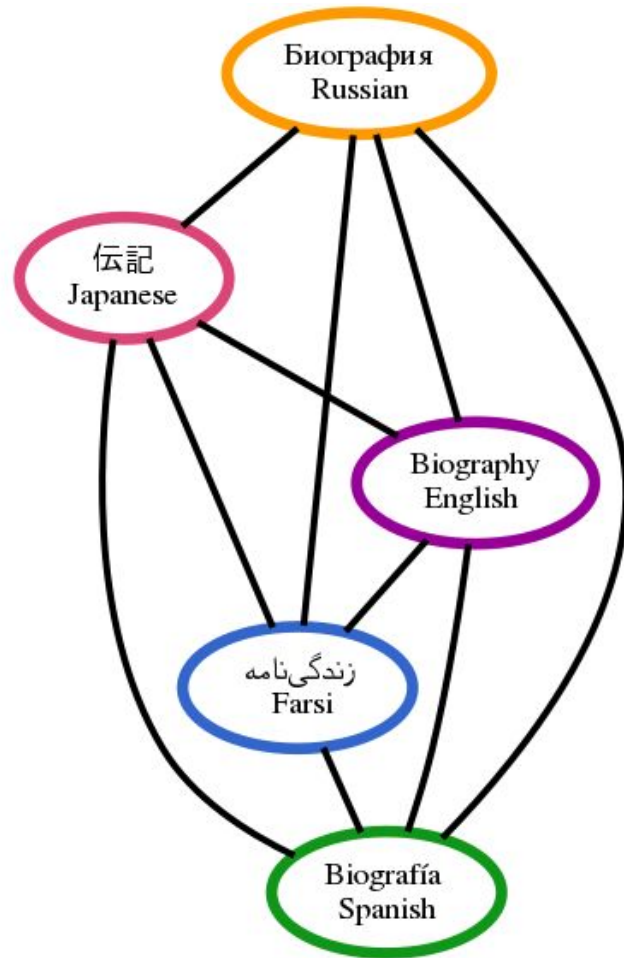 Биография
Russian
伝記
Japanese
Biography
English
زندگی‌نامه
Farsi
Biografía
Spanish